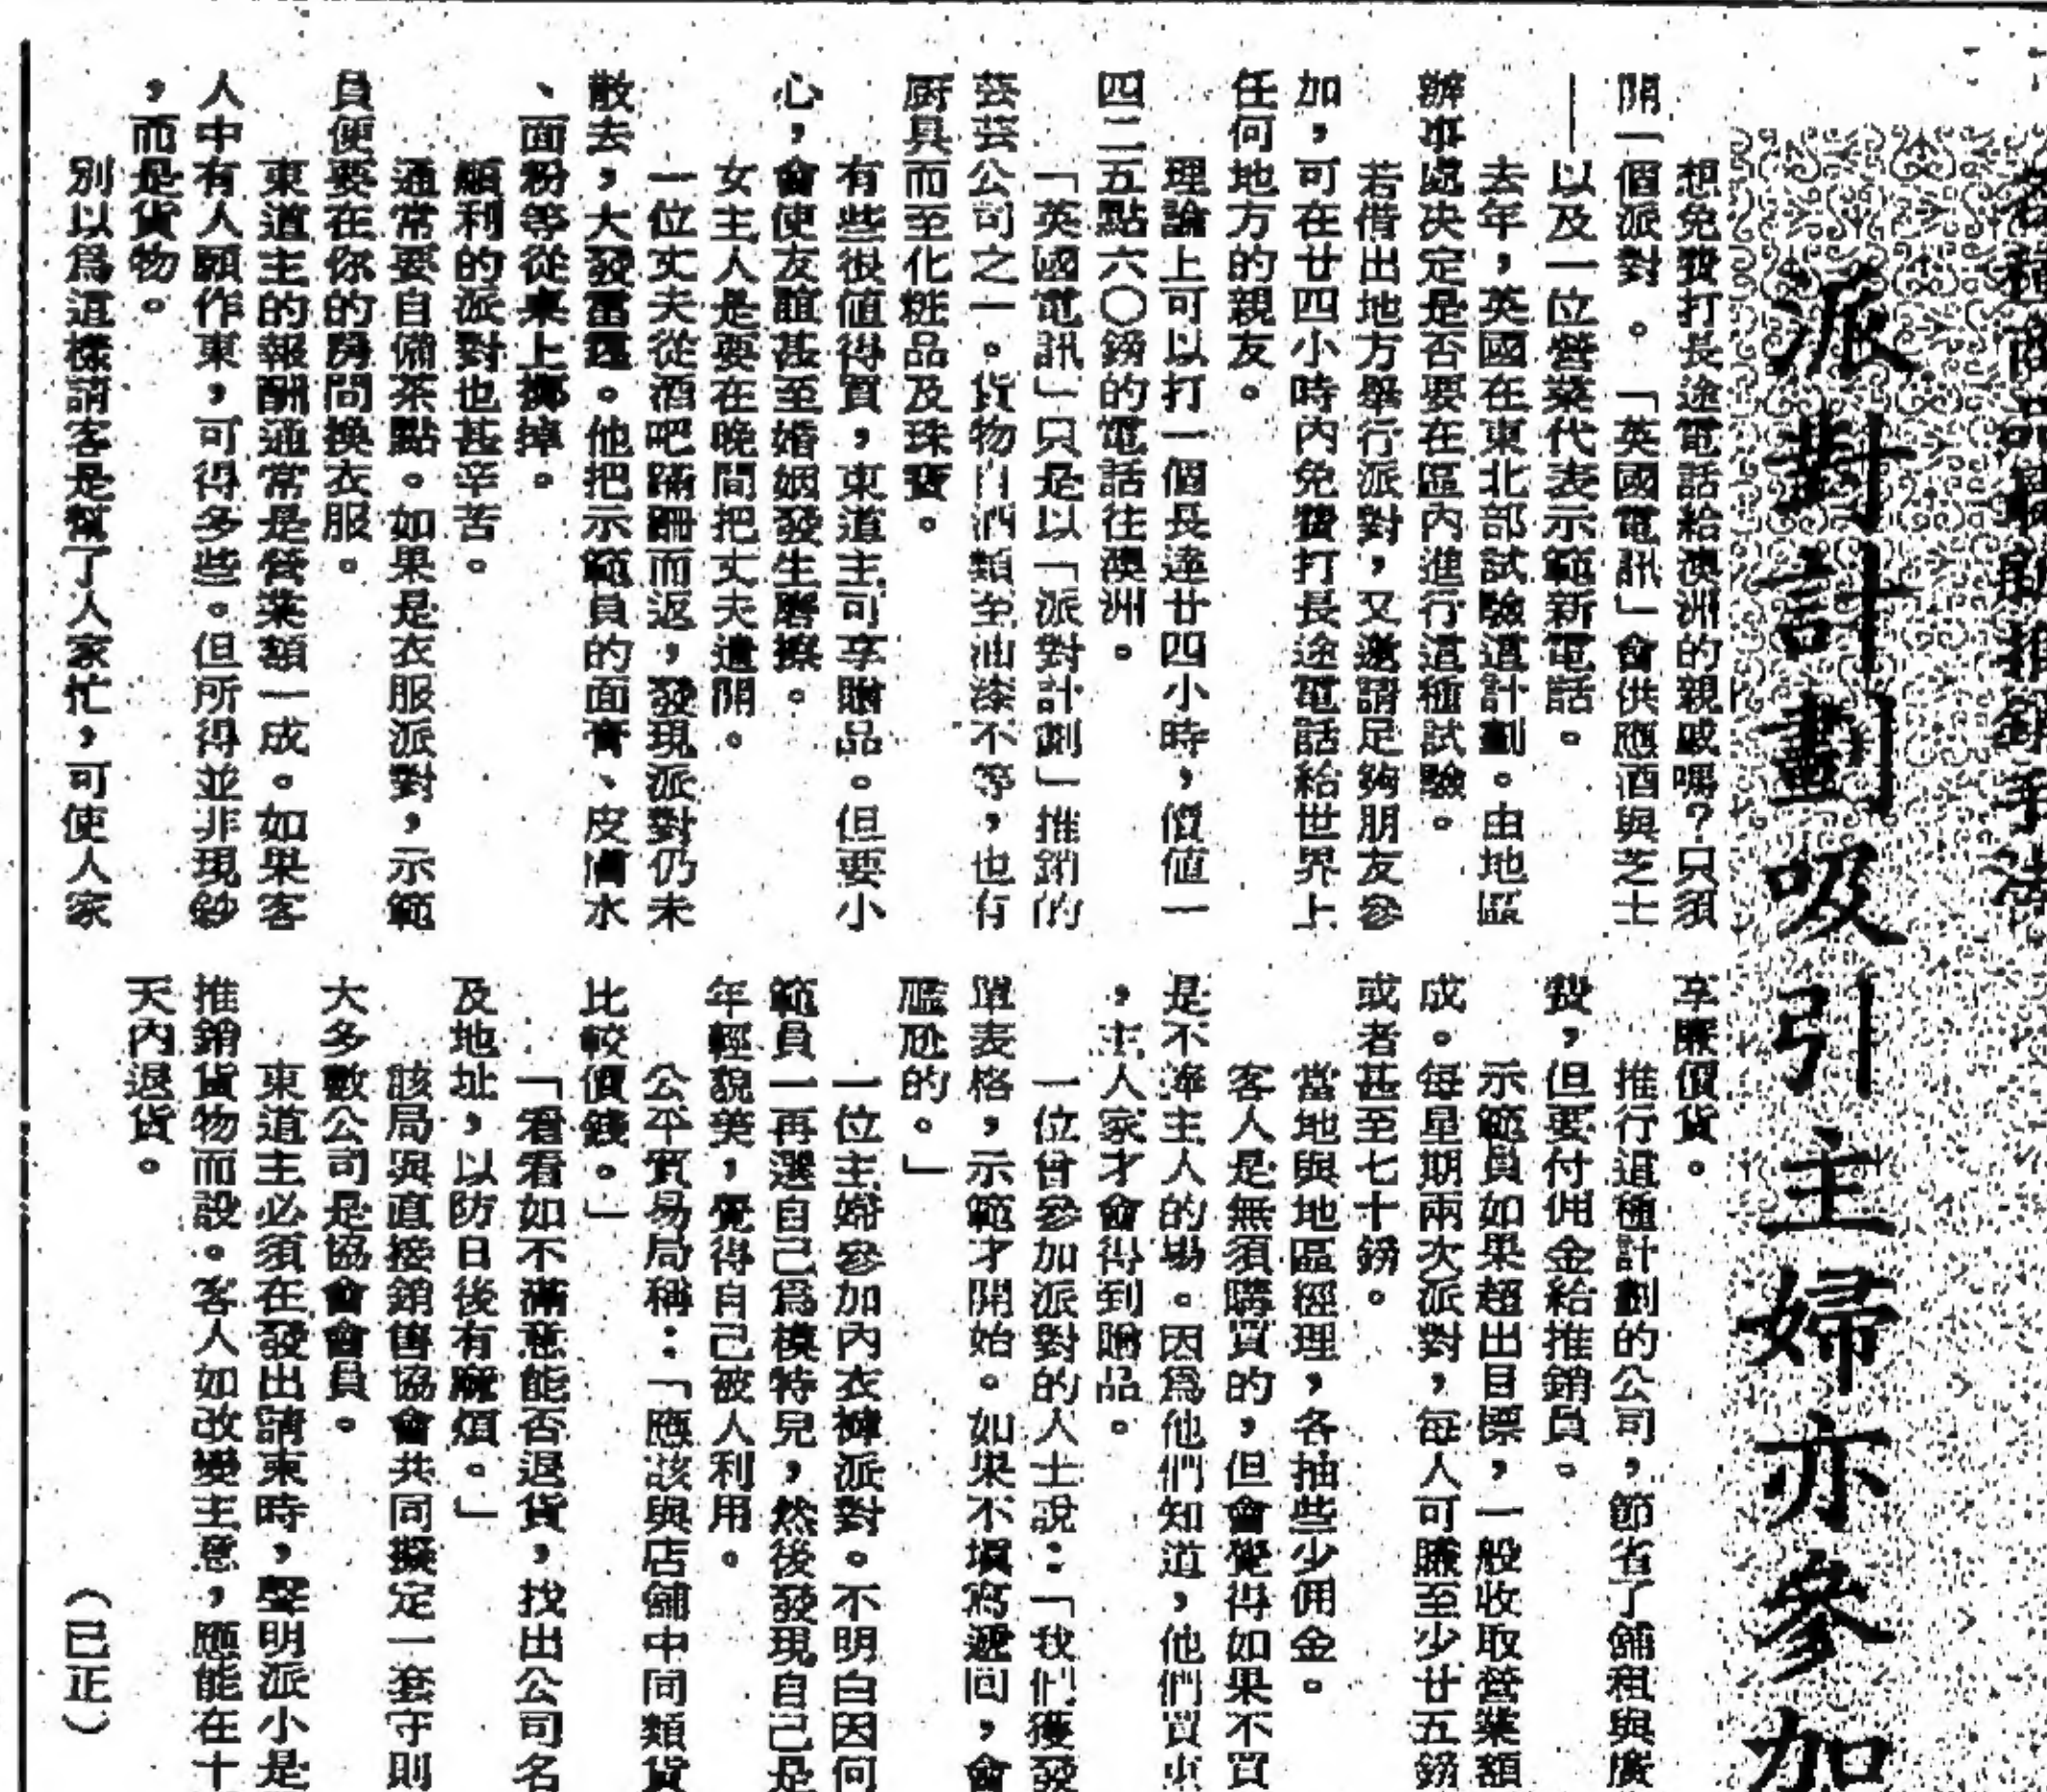 派對計劃吸引主婦亦參加
想免費打長途電話給澳洲的親戚嗎？只須
開一個派對。「英國電訊」會供應酒與芝士
——以及一位營業代表示範新電話。
去年，英國在東北部試驗這計劃。由地區
辦事處決定是否要在區內進行這種試驗。
若借出地方舉行派對，又邀請足夠朋友參
加，可在廿四小時內免費打長途電話給世界上
任何地方的親友。
理論上可以打一個長達廿四小時，價值一
四二五點六〇鎊的電話往澳洲。
「英國電訊」只是以「派對計劃」推銷的
芸芸公司之一。貨物自酒類至油漆不等，也有
厨具而至化粧品及珠寶。
有些很值得買，東道主可享贈品。但要小
心，會使友誼甚至婚姻發生磨擦。
女主人是要在晚間把丈夫遣開。
一位丈夫從酒吧蹣跚而返，發現派對仍未
散去，大發雷霆。他把示範員的面膏、皮膚水
、面粉等從桌上擲掉。
順利的派對也甚辛苦。
通常要自備茶點。如果是衣服派對，示範
員便要在你的房間換衣服。
東道主的報酬通常是營業額一成。如果客
人中有人願作東，可得多些。但所得並非現鈔
，而是貨物。
別以爲這樣請客是幫了人家忙，可使人家
享廉價貨。
推行這種計劃的公司，節省了舖租與廣
費，但要付佣金給推銷員。
示範員如果超出目標，一般收取營業額
成。每星期兩次派對，每人可賺至少廿五鎊
或者甚至七十鎊。
當地與地區經理，各抽些少佣金。
客人是無須購買的，但會覺得如果不買
是不捧主人的場。因爲他們知道，他們買東
，主人家才會得到贈品。
一位曾參加派對的人士說：「我們獲發
單表格，示範才開始。如果不填寫遞回，會
尷尬的。」
一位主婦參加內衣褲派對。不明白因何
範員一再選自己爲模特兒，然後發現自己是
年輕貌美，覺得自己被人利用。
公平貿易局稱：「應該與店舖中同類貨
比較價錢。」
「看看如不滿意能否退貨，找出公司名
及地址，以防日後有麻煩。」
該局與直接銷售協會共同擬定一套守則
大多數公司是協會會員。
東道主必須在發出請柬時，聲明派小是
推銷貨物而設。客人如改變主意，應能在十
天內退貨。
（己正）